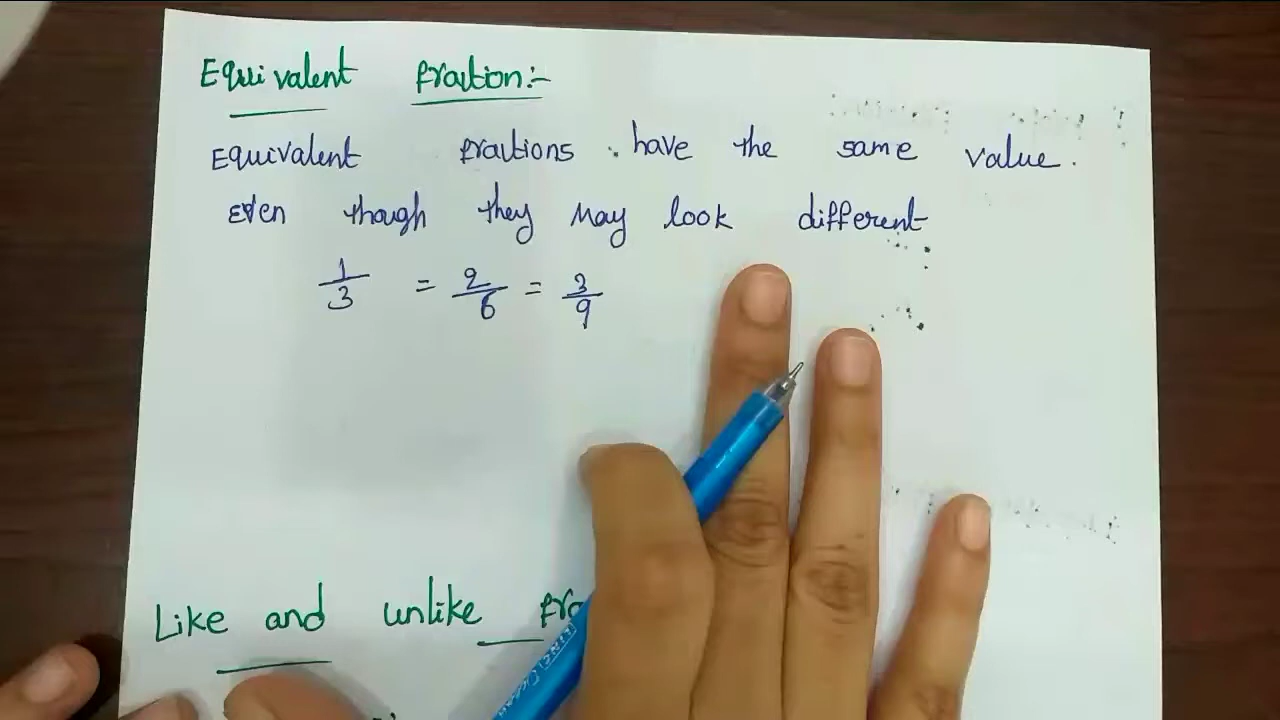 Equivalent fraction:-
Equivalent fractions have the same value.
Even though they may look different
1/3 = 2/6 = 3/9
Like and unlike fra